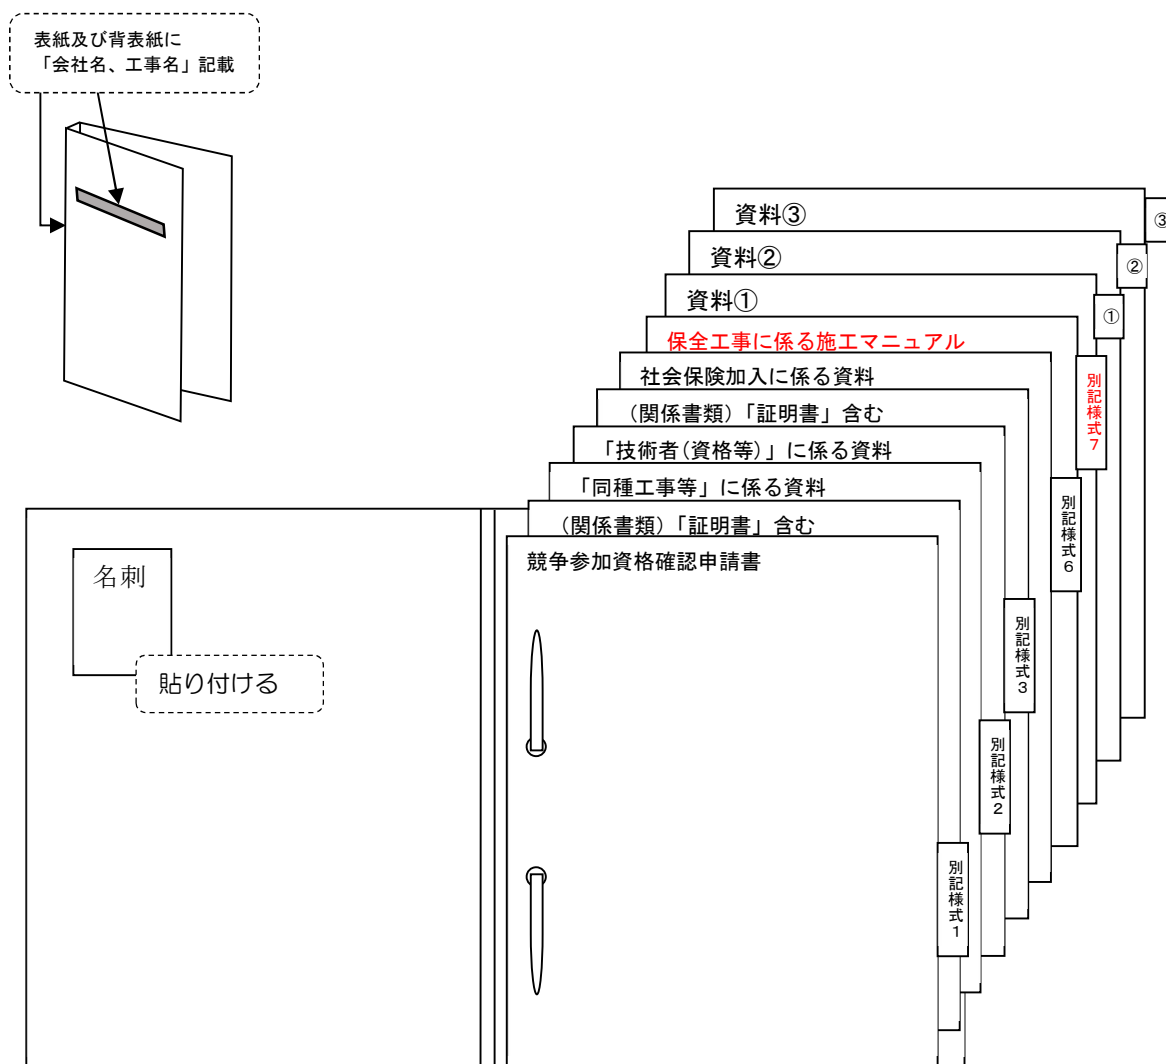 表紙及び背表紙に
「会社名、工事名」記載
資料③
③
資料②
②
資料①
①
保全工事に係る施工マニュアル
別記様式7
社会保険加入に係る資料
別記様式6
(関係書類)「証明書」含む
「技術者(資格等)」に係る資料
別記様式3
「同種工事等」に係る資料
別記様式2
(関係書類)「証明書」含む
競争参加資格確認申請書
別記様式1
名刺
貼り付ける